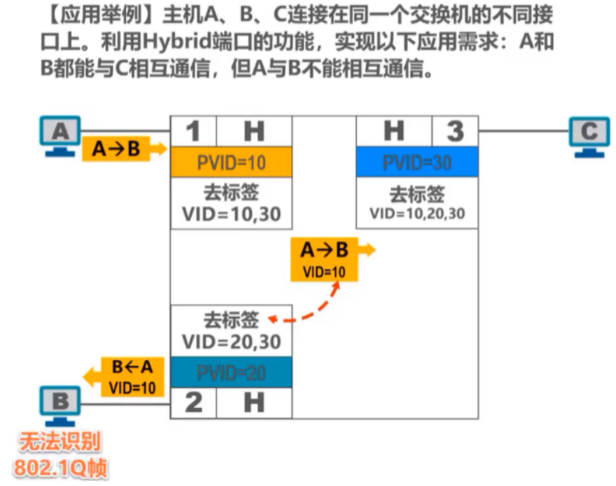 【应用举例】主机A、B、C连接在同一个交换机的不同接
口上。利用Hybrid端口的功能，实现以下应用需求：A和
B都能与C相互通信，但A与B不能相互通信。
A
1 H
H 3
C
A→B
PVID=10
PVID=30
去标签
VID=10,30
去标签
VID=10,20,30
A→B
VID=10
去标签
VID=20,30
B←A
VID=10
PVID=20
B
2 H
无法识别
802.1Q帧